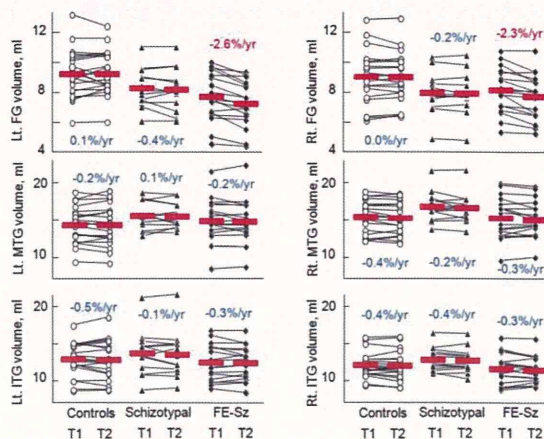 Lt. FG volume, ml
12
8
4
0.1%/yr
-0.4%/yr
-2.6%/yr
Rt. FG volume, ml
12
8
4
0.0%/yr
-0.2%/yr
-2.3%/yr
Lt. MTG volume, ml
20
10
-0.2%/yr
0.1%/yr
-0.2%/yr
Rt. MTG volume, ml
20
10
-0.4%/yr
-0.2%/yr
-0.3%/yr
Lt. ITG volume, ml
20
10
-0.5%/yr
-0.1%/yr
-0.3%/yr
Rt. ITG volume, ml
20
10
-0.4%/yr
-0.4%/yr
-0.3%/yr
Controls Schizotypal FE-Sz
T1 T2 T1 T2 T1 T2
Controls Schizotypal FE-Sz
T1 T2 T1 T2 T1 T2